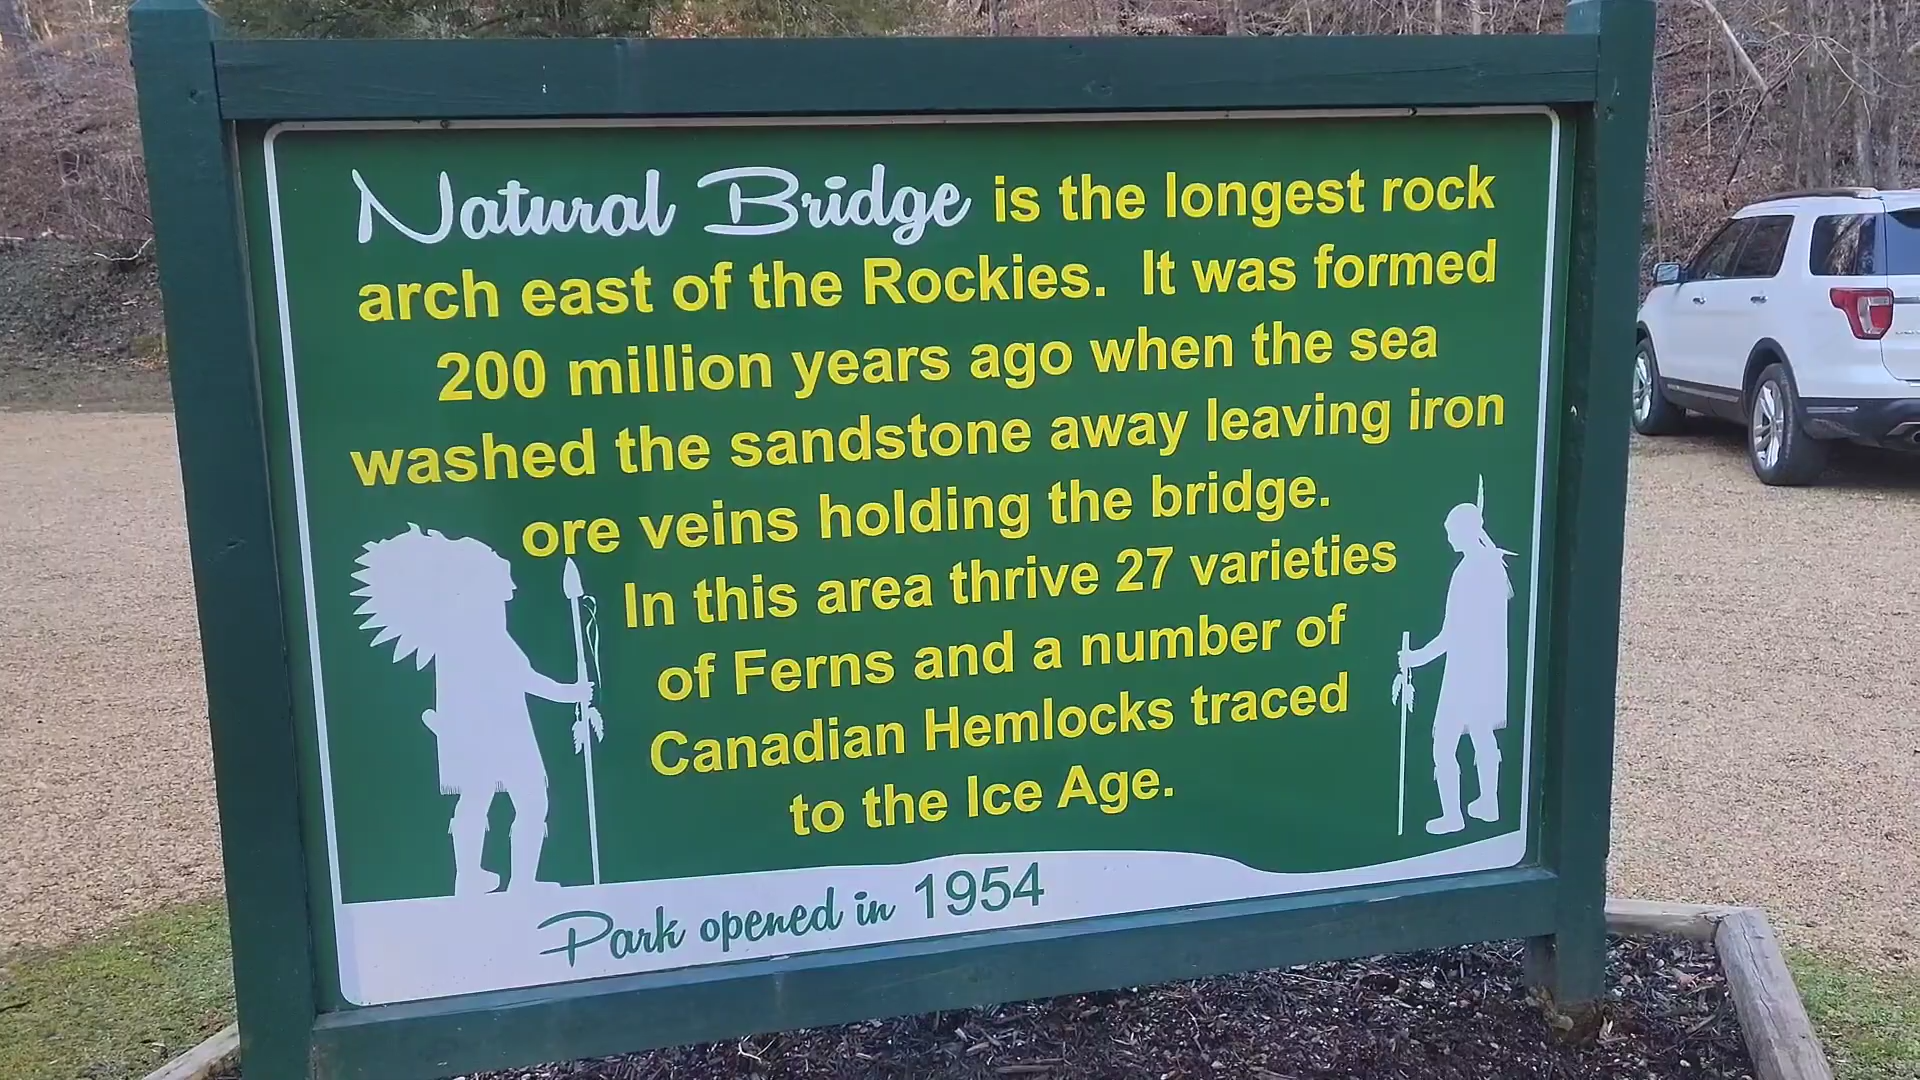 Natural Bridge is the longest rock
arch east of the Rockies. It was formed
200 million years ago when the sea
washed the sandstone away leaving iron
ore veins holding the bridge.
In this area thrive 27 varieties
of Ferns and a number of
Canadian Hemlocks traced
to the Ice Age.
Park opened in 1954